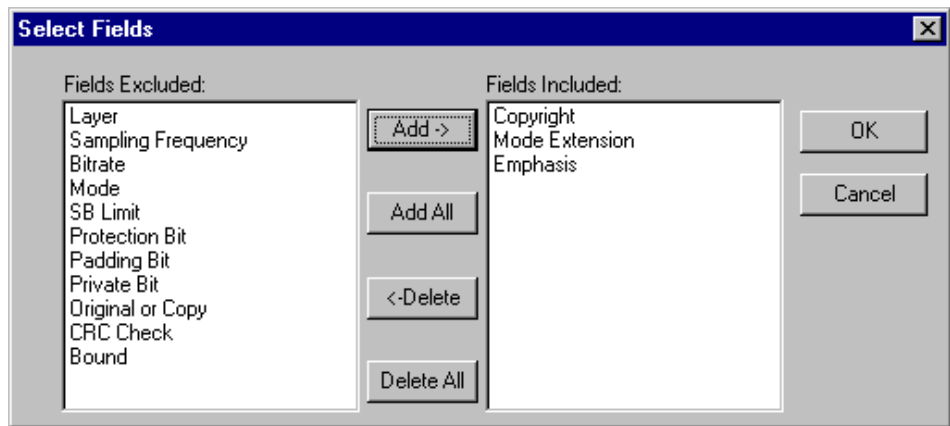 Select Fields
Fields Excluded:
Layer
Sampling Frequency
Bitrate
Mode
SB Limit
Protection Bit
Padding Bit
Private Bit
Original or Copy
CRC Check
Bound
Add ->
Add All
<-Delete
Delete All
Fields Included:
Copyright
Mode Extension
Emphasis
OK
Cancel